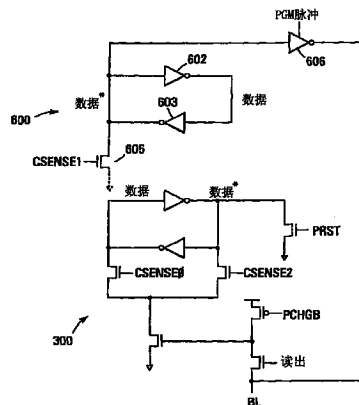 PGM脉冲
602
606
数据*
603
数据
600
CSENSE1
605
数据
数据*
PRST
CSENSE0
CSENSE2
300
PCHGB
读出
BL